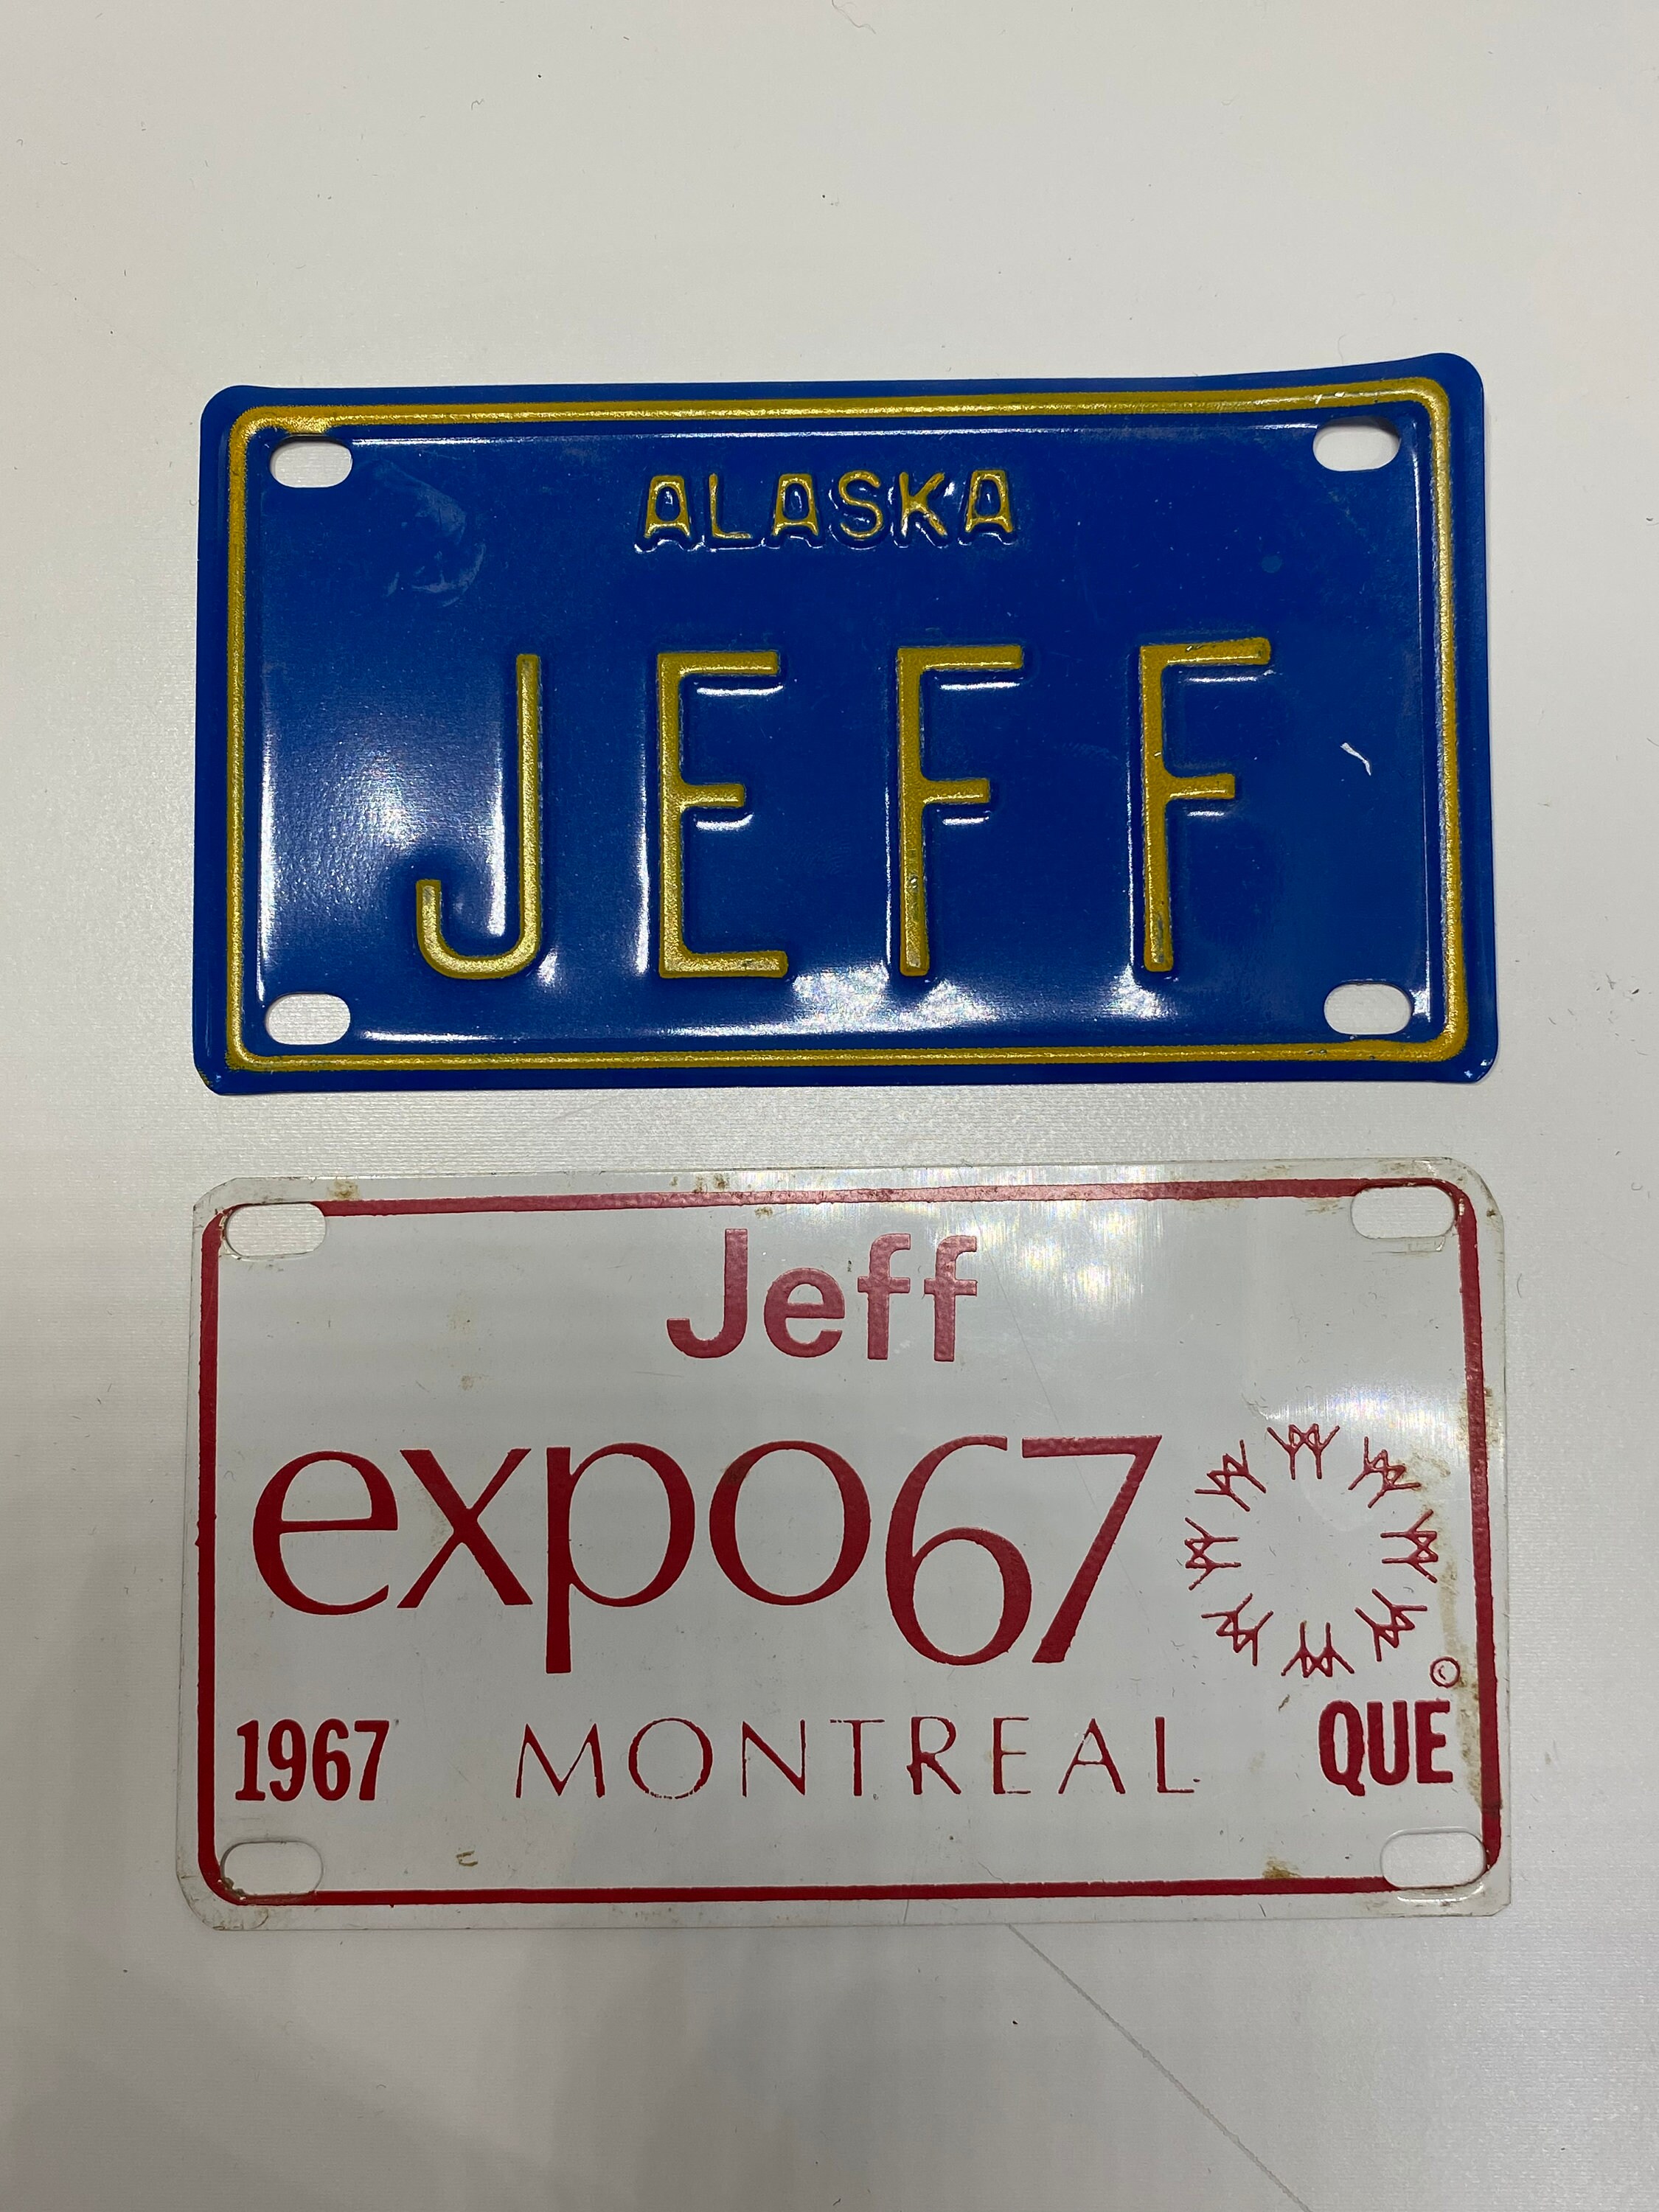 ALASKA
JEFF
Jeff
expo67
©
1967 MONTREAL QUE